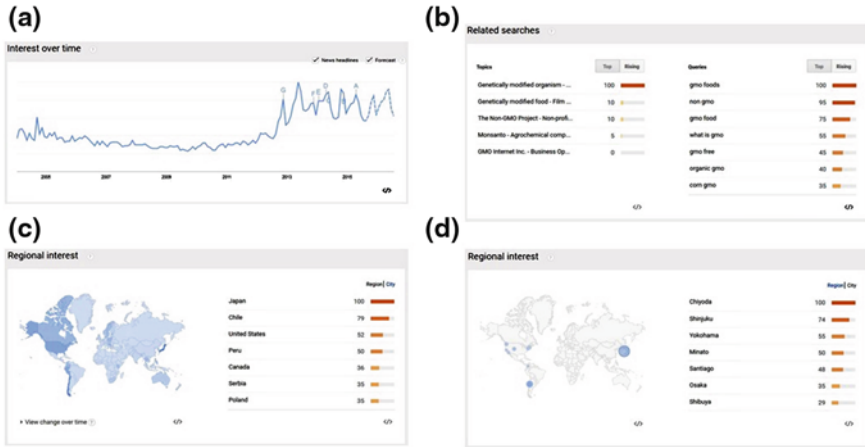 (a)
Interest over time
News headlines Forecast
G F E D B A
2005 2007 2009 2011 2013 2015
</>
(b)
Related searches
Topics Top Rising
Genetically modified organism - ... 100
Genetically modified food - Film ... 10
The Non-GMO Project - Non-profi... 10
Monsanto - Agrochemical comp... 5
GMO Internet Inc. - Business Op... 0
</>
Queries Top Rising
gmo foods 100
non gmo 95
gmo food 75
what is gmo 55
gmo free 45
organic gmo 40
corn gmo 35
</>
(c)
Regional interest
Region | City
Japan 100
Chile 79
United States 52
Peru 50
Canada 36
Serbia 35
Poland 35
View change over time
</>
(d)
Regional interest
Region | City
Chiyoda 100
Shinjuku 74
Yokohama 55
Minato 50
Santiago 48
Osaka 35
Shibuya 29
</>